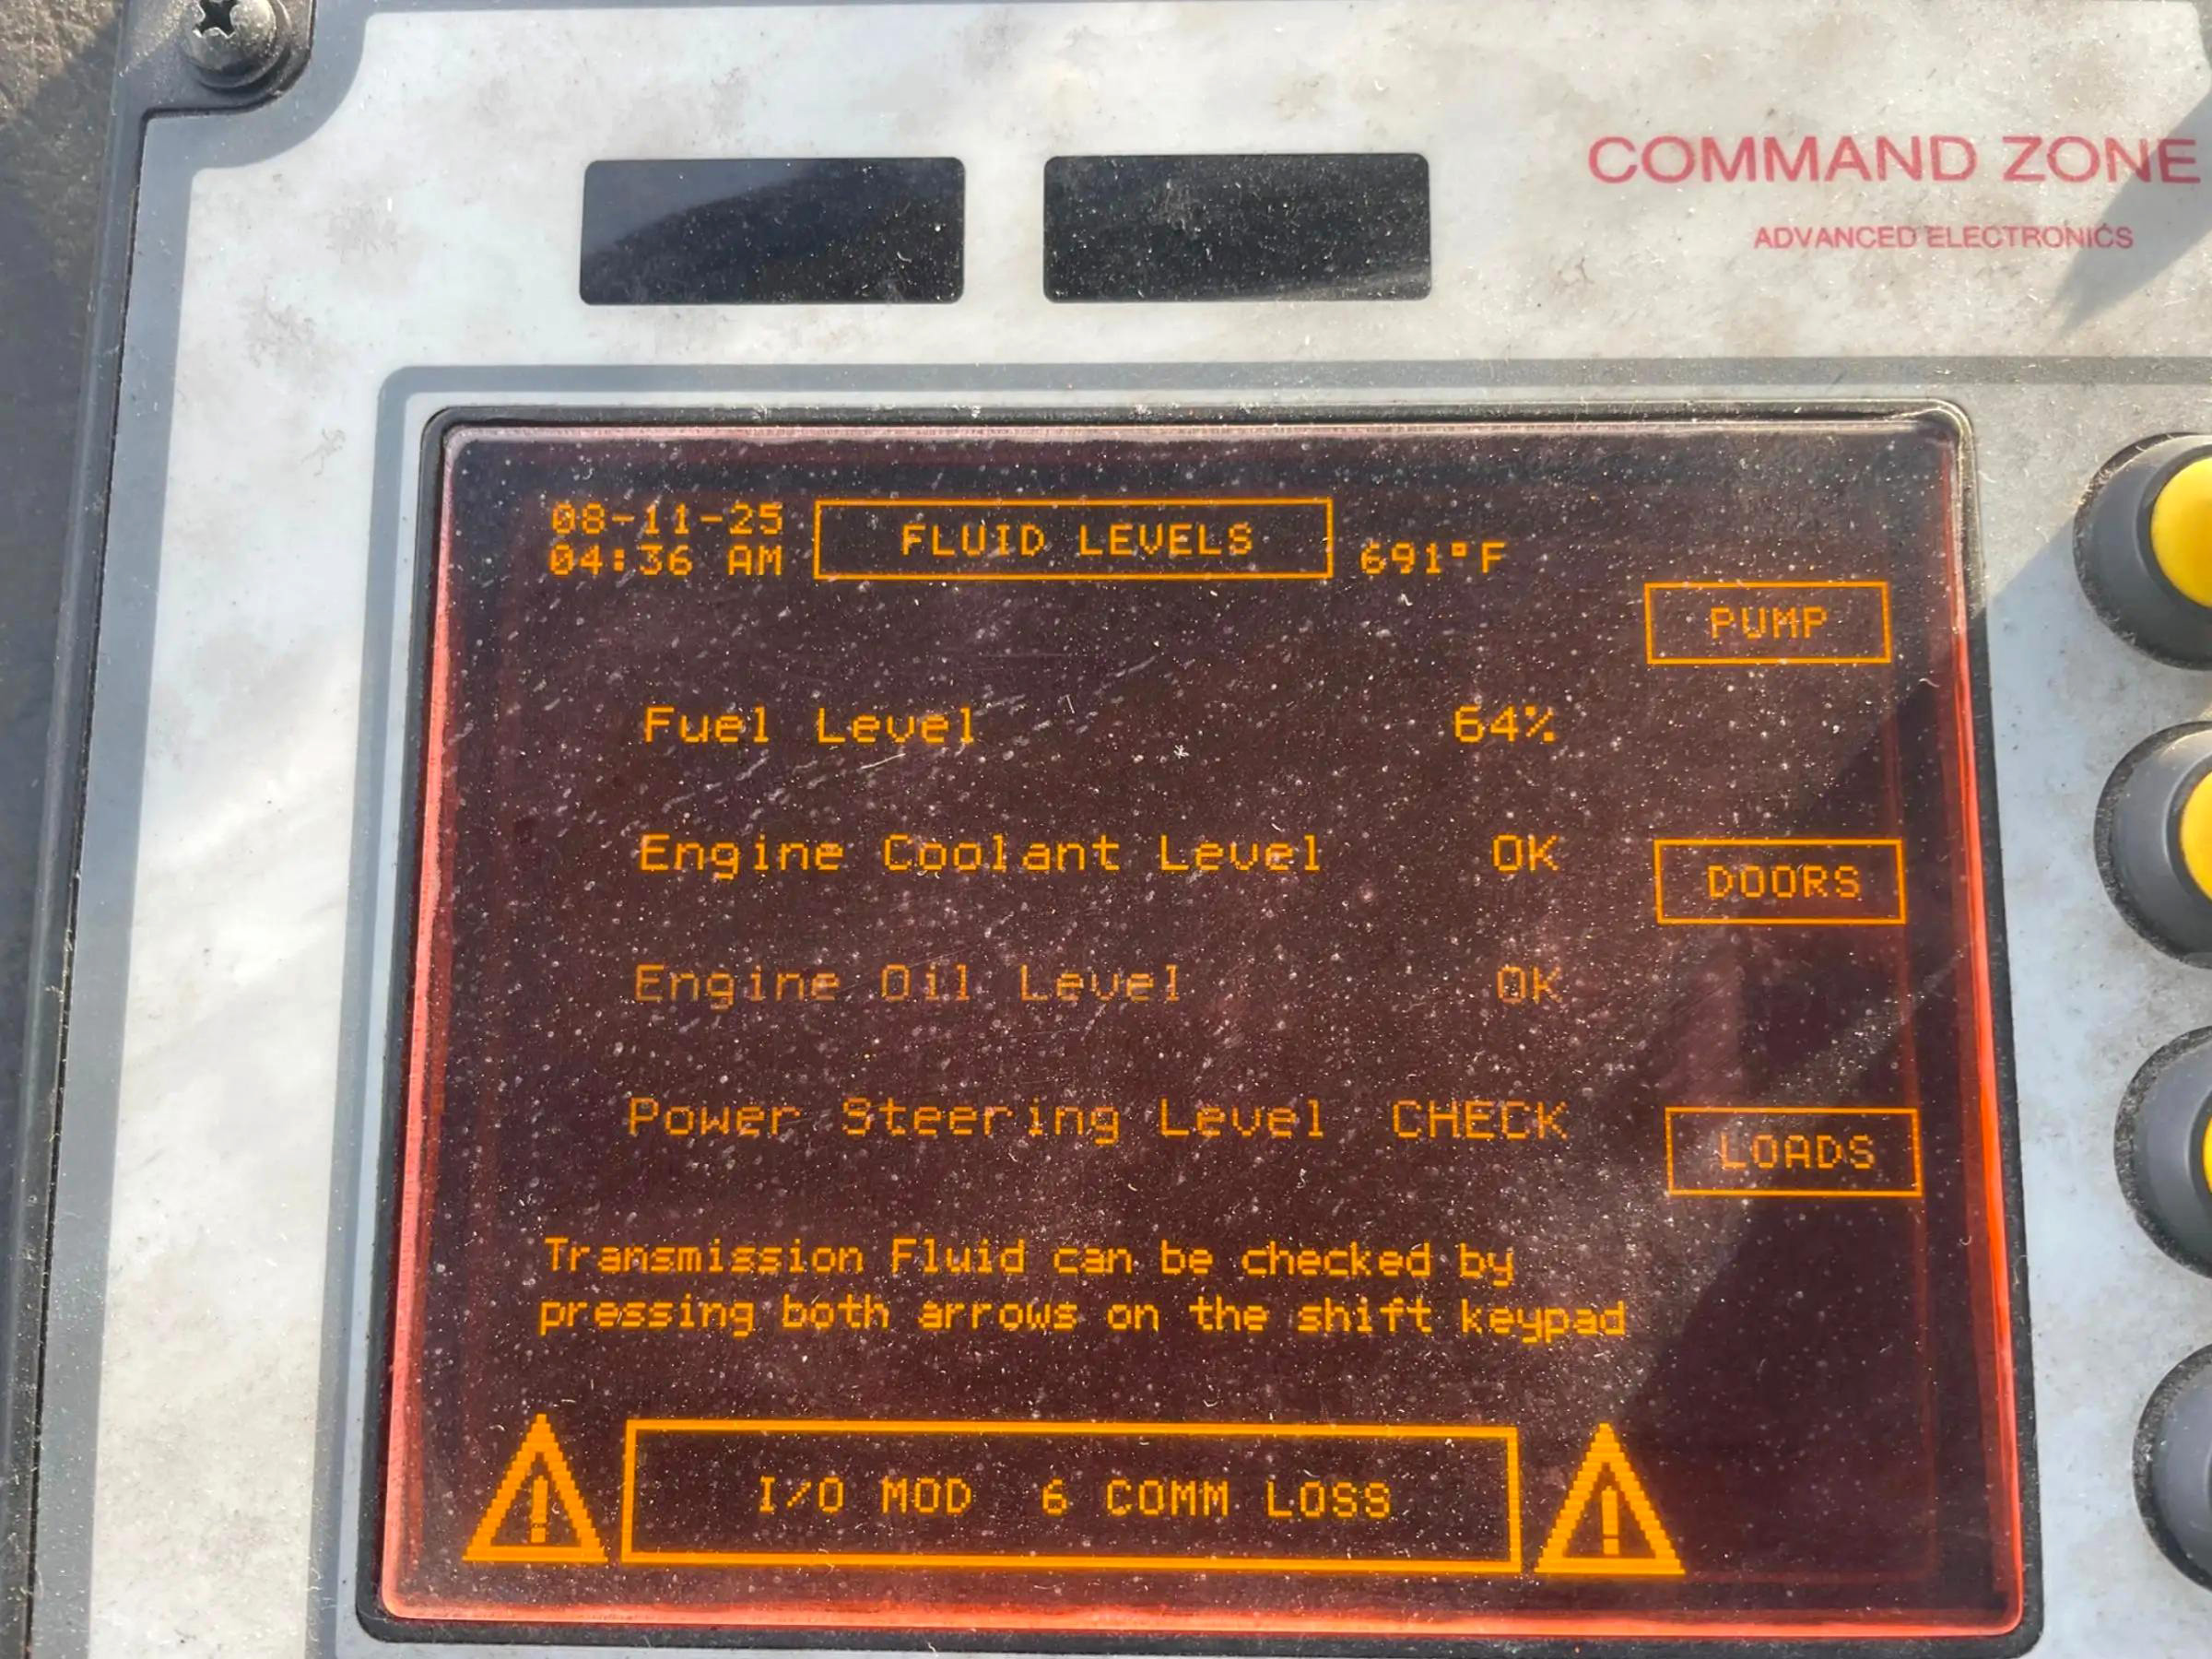 COMMAND ZONE
ADVANCED ELECTRONICS
08-11-25
04:36 AM
FLUID LEVELS
691°F
PUMP
Fuel Level 64%
Engine Coolant Level OK
DOORS
Engine Oil Level OK
Power Steering Level CHECK
LOADS
Transmission Fluid can be checked by
pressing both arrows on the shift keypad
I/O MOD 6 COMM LOSS